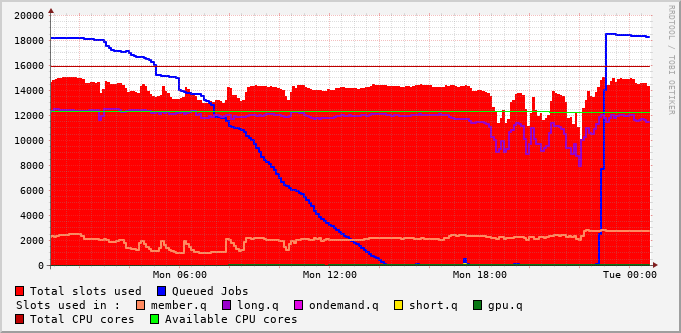 20000
18000
16000
14000
12000
10000
8000
6000
4000
2000
0
Mon 06:00 Mon 12:00 Mon 18:00 Tue 00:00
RRDTOOL / TOBI OETIKER
Total slots used Queued Jobs
Slots used in : member.q long.q ondemand.q short.q gpu.q
Total CPU cores Available CPU cores